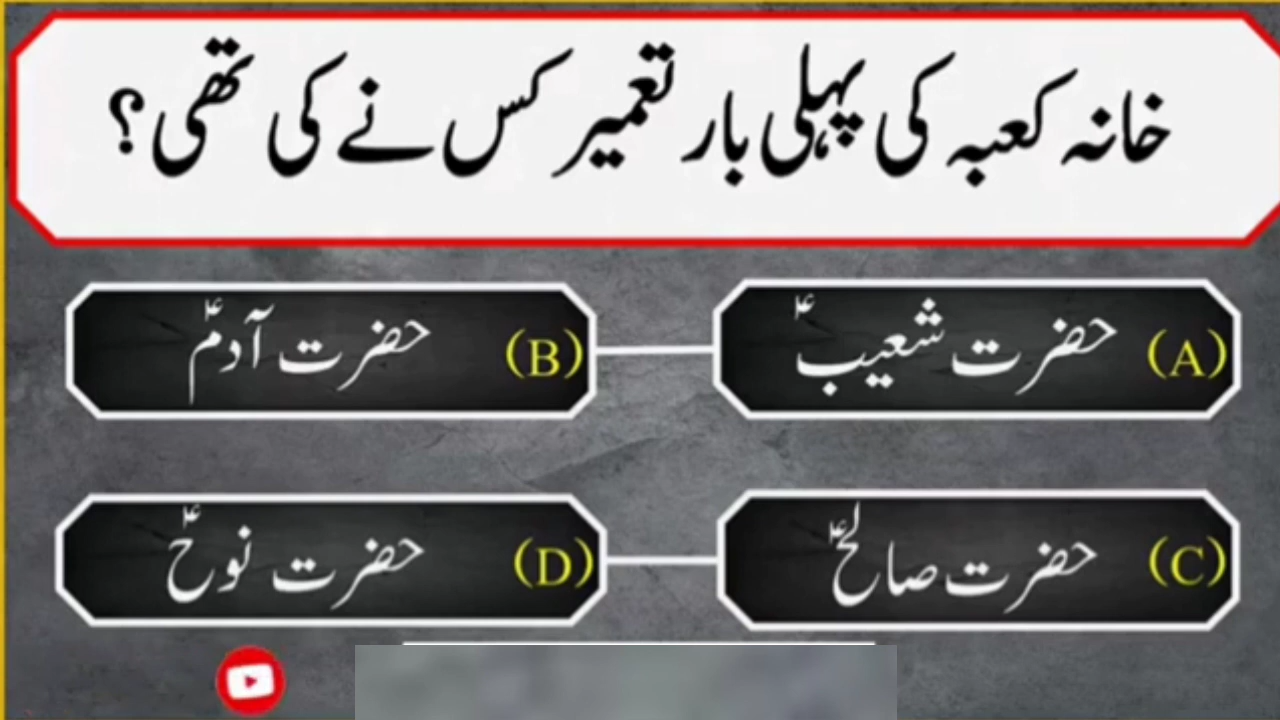 خانہ کعبہ کی پہلی بار تعمیر کس نے کی تھی؟
(A) حضرت شعیبؑ
(B) حضرت آدمؑ
(C) حضرت صالحؑ
(D) حضرت نوحؑ